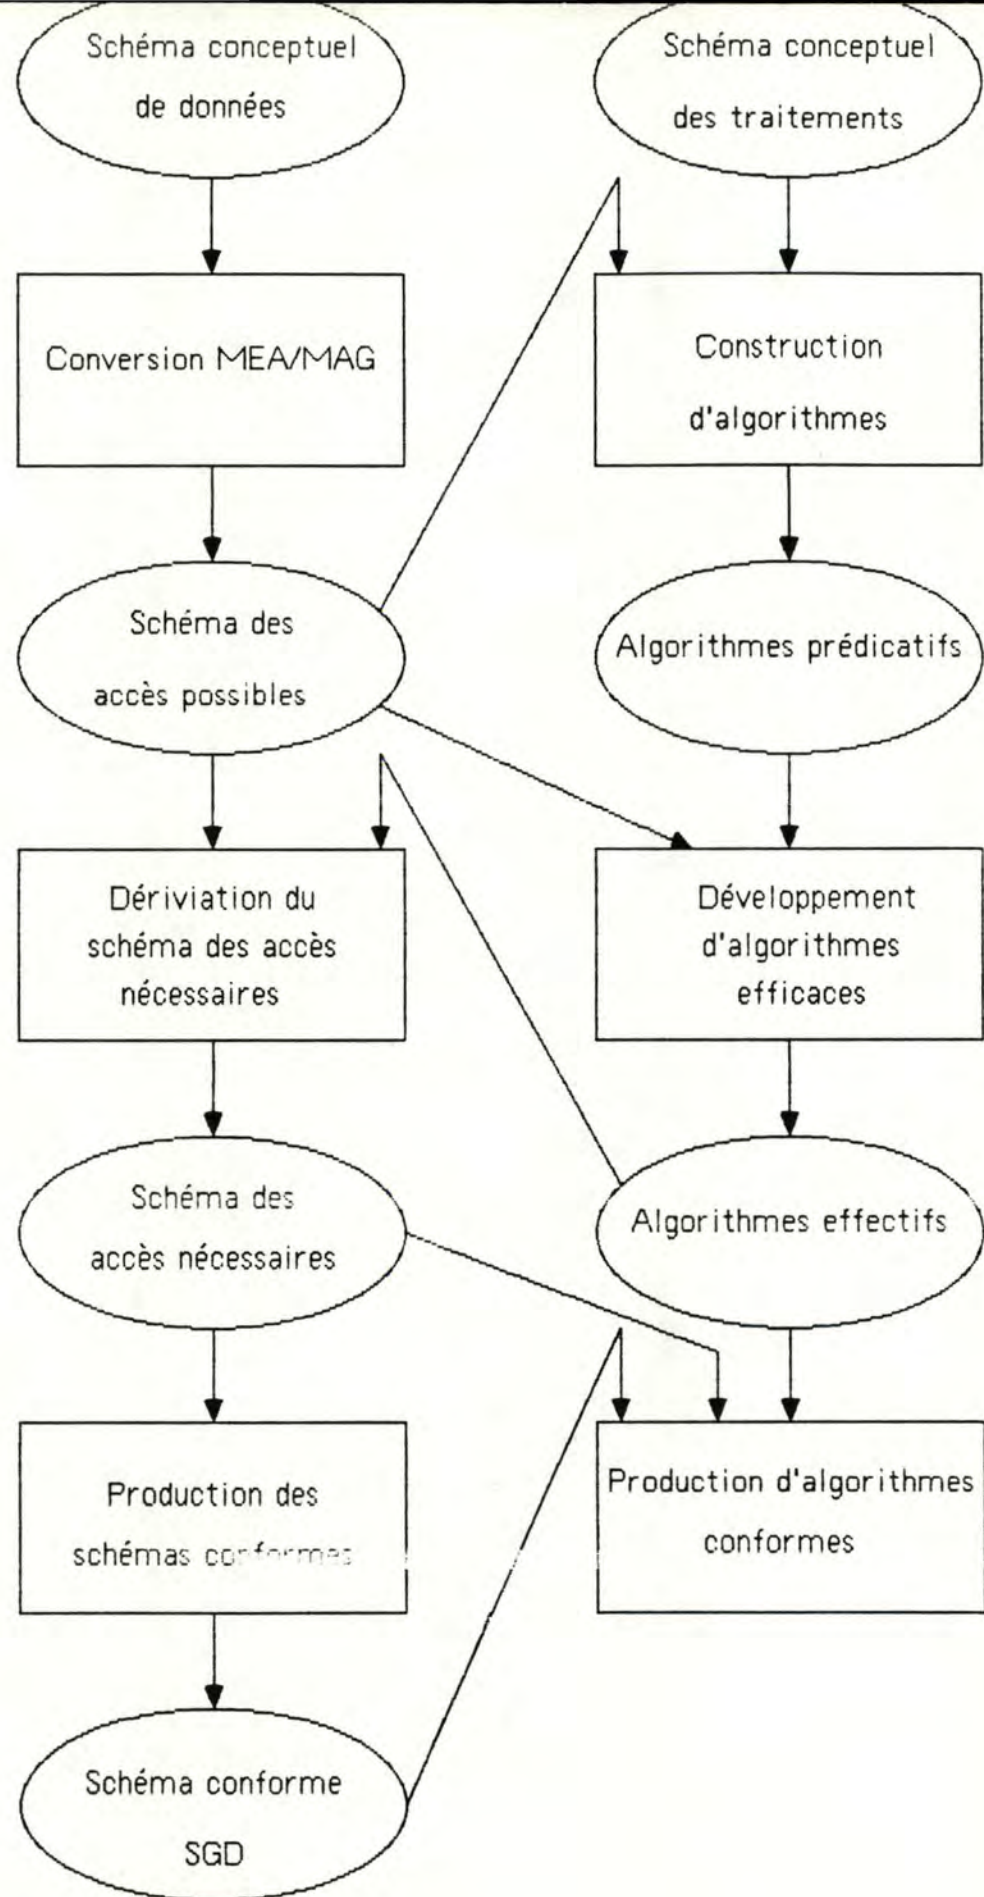 Schéma conceptuel
de données
Schéma conceptuel
des traitements
Conversion MEA/MAG
Construction
d'algorithmes
Schéma des
accès possibles
Algorithmes prédicatifs
Dériviation du
schéma des accès
nécessaires
Développement
d'algorithmes
efficaces
Schéma des
accès nécessaires
Algorithmes effectifs
Production des
schémas conformes
Production d'algorithmes
conformes
Schéma conforme
SGD